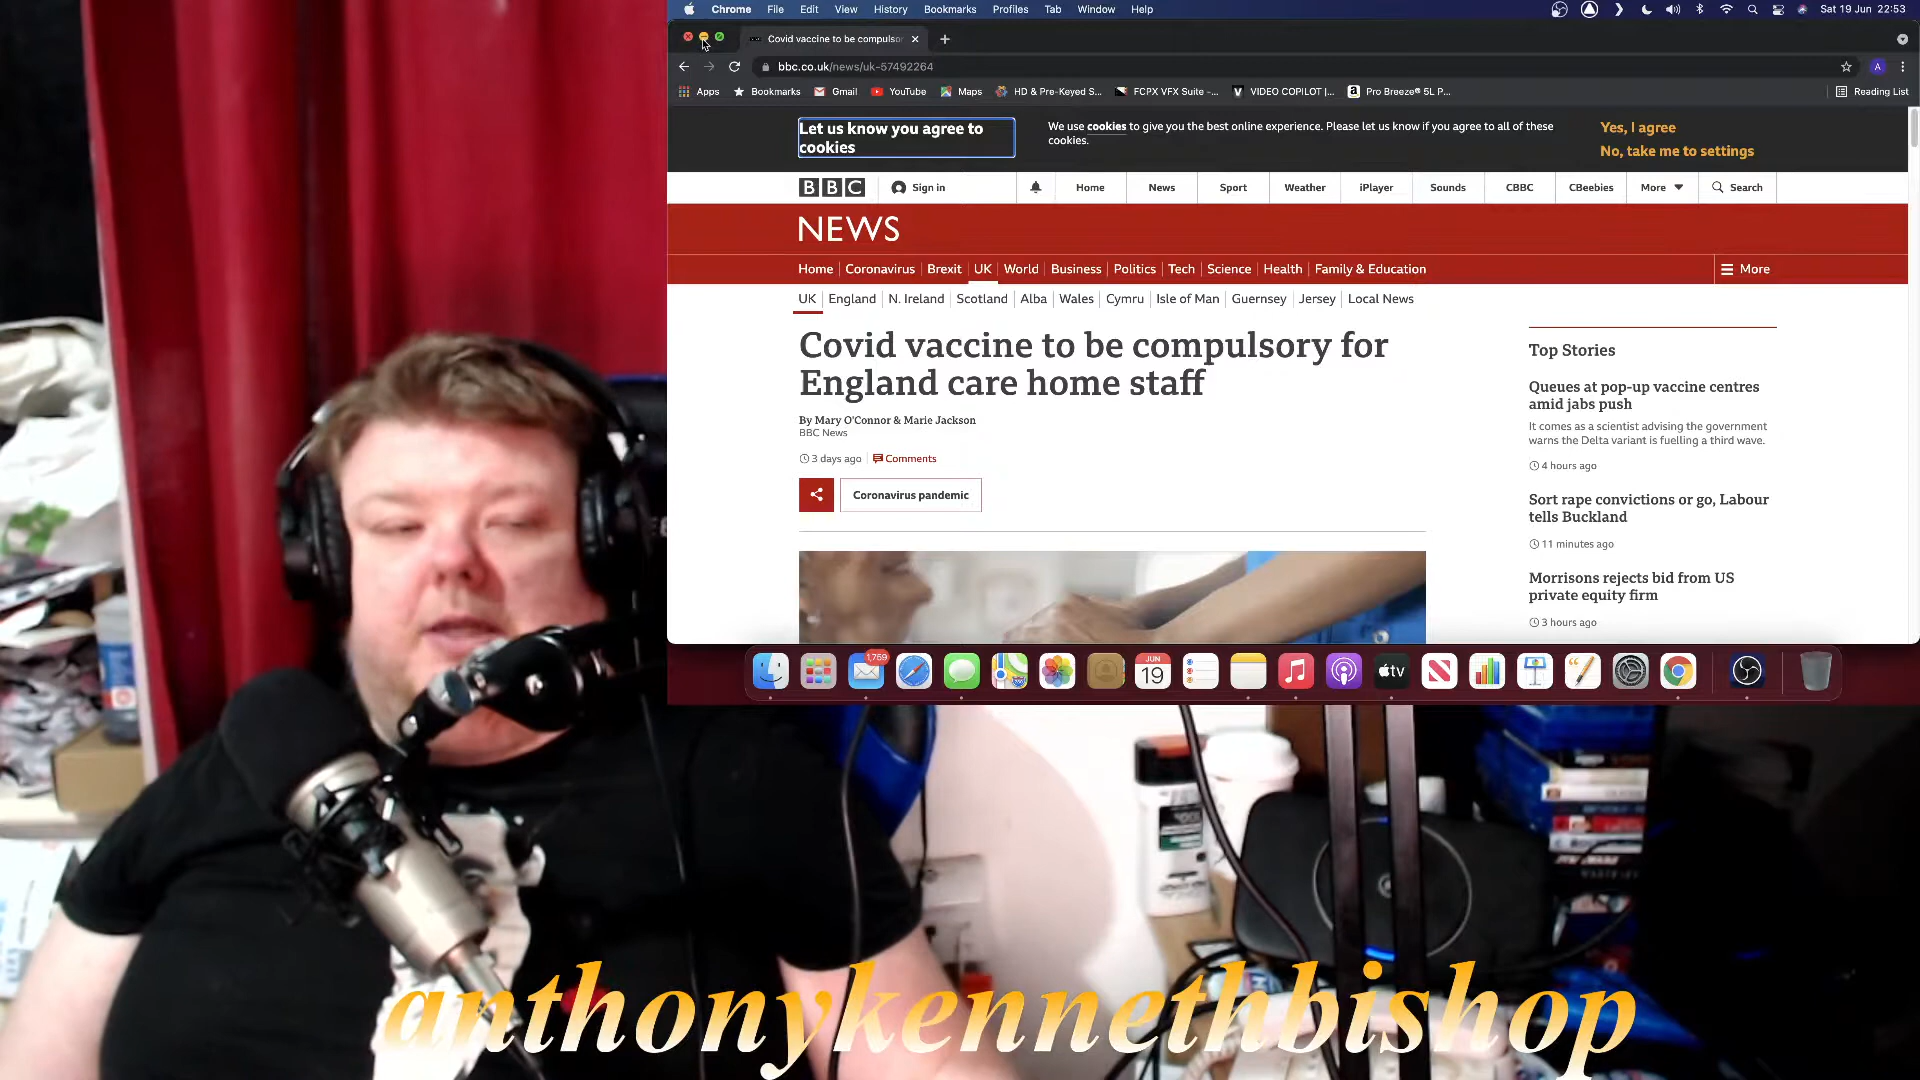 Chrome File Edit View History Bookmarks Profiles Tab Window Help Sat 19 Jun 22:53
Covid vaccine to be compulsor
bbc.co.uk/news/uk-57492264 A
Apps Bookmarks Gmail YouTube Maps HD & Pre-Keyed S... FCPX VFX Suite -... VIDEO COPILOT |... Pro Breeze® 5L P... Reading List
Let us know you agree to
cookies
We use cookies to give you the best online experience. Please let us know if you agree to all of these
cookies.
Yes, I agree
No, take me to settings
BBC Sign in Home News Sport Weather iPlayer Sounds CBBC CBeebies More Search
NEWS
Home Coronavirus Brexit UK World Business Politics Tech Science Health Family & Education More
UK England N. Ireland Scotland Alba Wales Cymru Isle of Man Guernsey Jersey Local News
Covid vaccine to be compulsory for
England care home staff
By Mary O'Connor & Marie Jackson
BBC News
3 days ago Comments
Coronavirus pandemic
Top Stories
Queues at pop-up vaccine centres
amid jabs push
It comes as a scientist advising the government
warns the Delta variant is fuelling a third wave.
4 hours ago
Sort rape convictions or go, Labour
tells Buckland
11 minutes ago
Morrisons rejects bid from US
private equity firm
3 hours ago
1,759
JUN
19
tv
anthonykennethbishop